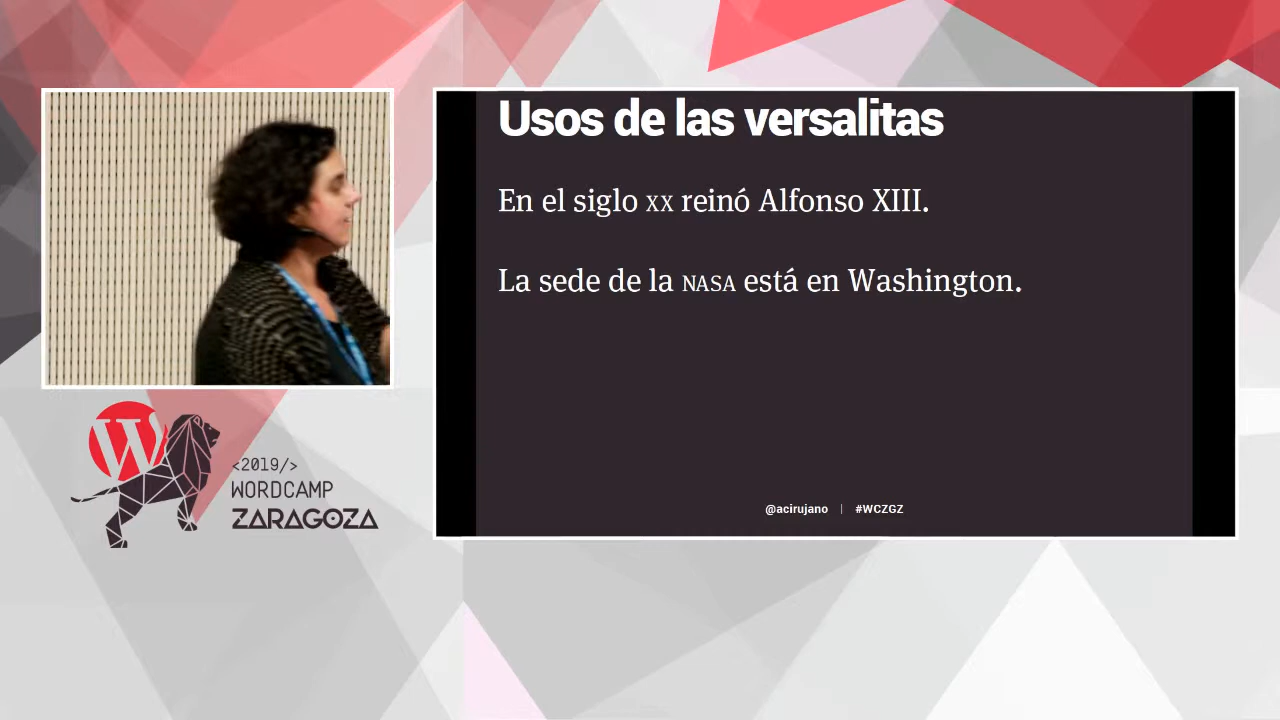 Usos de las versalitas
En el siglo xx reinó Alfonso XIII.
La sede de la NASA está en Washington.
@acirujano | #WCZGZ
W
<2019/>
WORDCAMP
ZARAGOZA